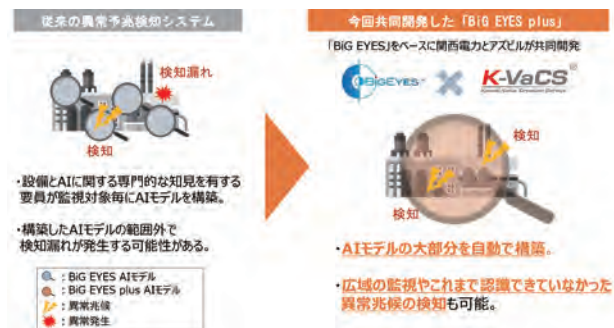 従来の異常予兆検知システム
検知漏れ
検知
・設備とAIに関する専門的な知見を有する
要員が監視対象毎にAIモデルを構築。
・構築したAIモデルの範囲外で
検知漏れが発生する可能性がある。
：BiG EYES AIモデル
：BiG EYES plus AIモデル
：異常兆候
：異常発生
今回共同開発した「BiG EYES plus」
「BiG EYES」をベースに関西電力とアズビルが共同開発
BiGEYES
K-VaCS
検知
検知
・AIモデルの大部分を自動で構築。
・広域の監視やこれまで認識できていなかった
異常兆候の検知も可能。